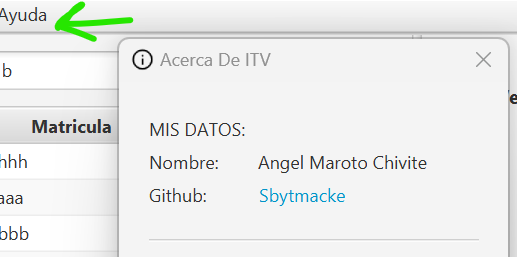 Ayuda
b
Acerca De ITV
Matricula
MIS DATOS:
hhh
Nombre: Angel Maroto Chivite
aaa
Github: Sbytmacke
bbb